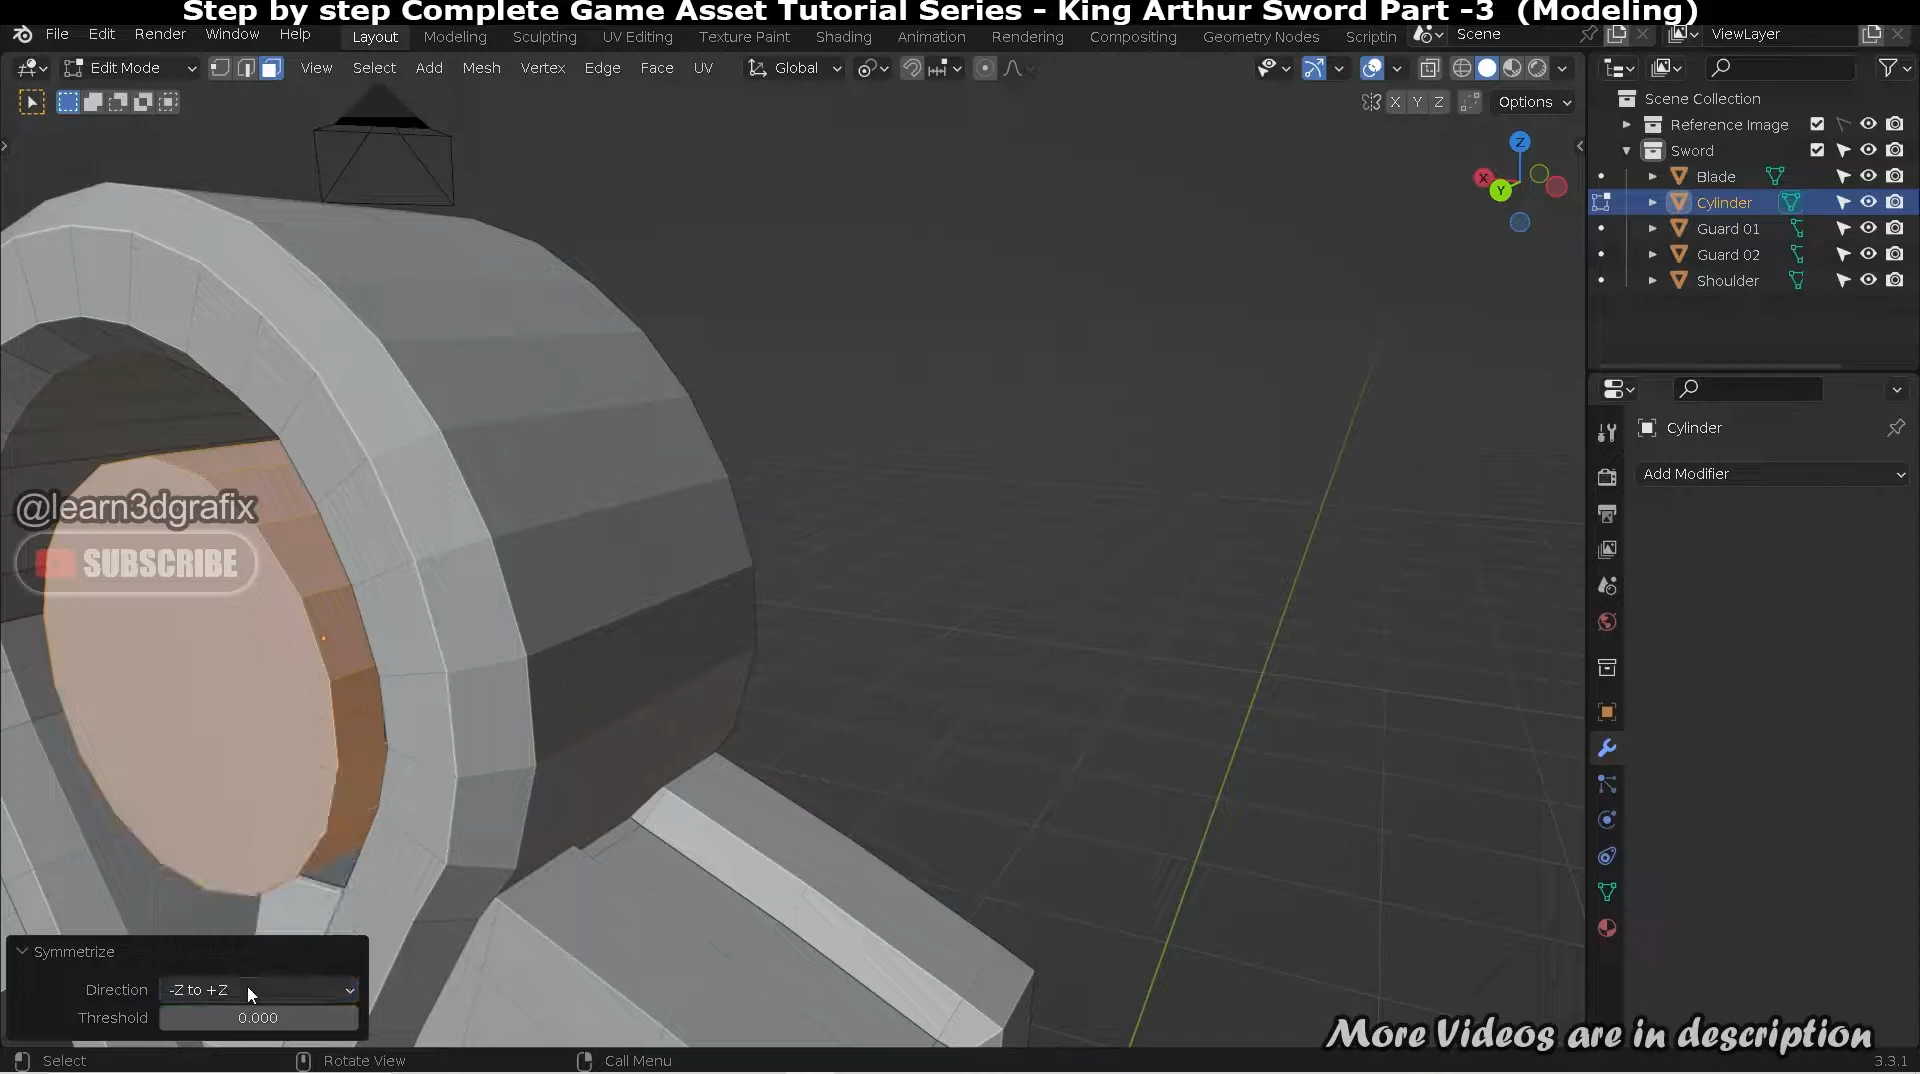 Step by step Complete Game Asset Tutorial Series - King Arthur Sword Part -3 (Modeling)
File Edit Render Window Help Layout Modeling Sculpting UV Editing Texture Paint Shading Animation Rendering Compositing Geometry Nodes Scriptin Scene ViewLayer
Edit Mode View Select Add Mesh Vertex Edge Face UV Global
X Y Z Options
Scene Collection
Reference Image
Sword
Blade
Cylinder
Guard 01
Guard 02
Shoulder
Z
X
Y
Cylinder
Add Modifier
@learn3dgrafix
SUBSCRIBE
Symmetrize
Direction -Z to +Z
Threshold 0.000
More Videos are in description
Select Rotate View Call Menu 3.3.1